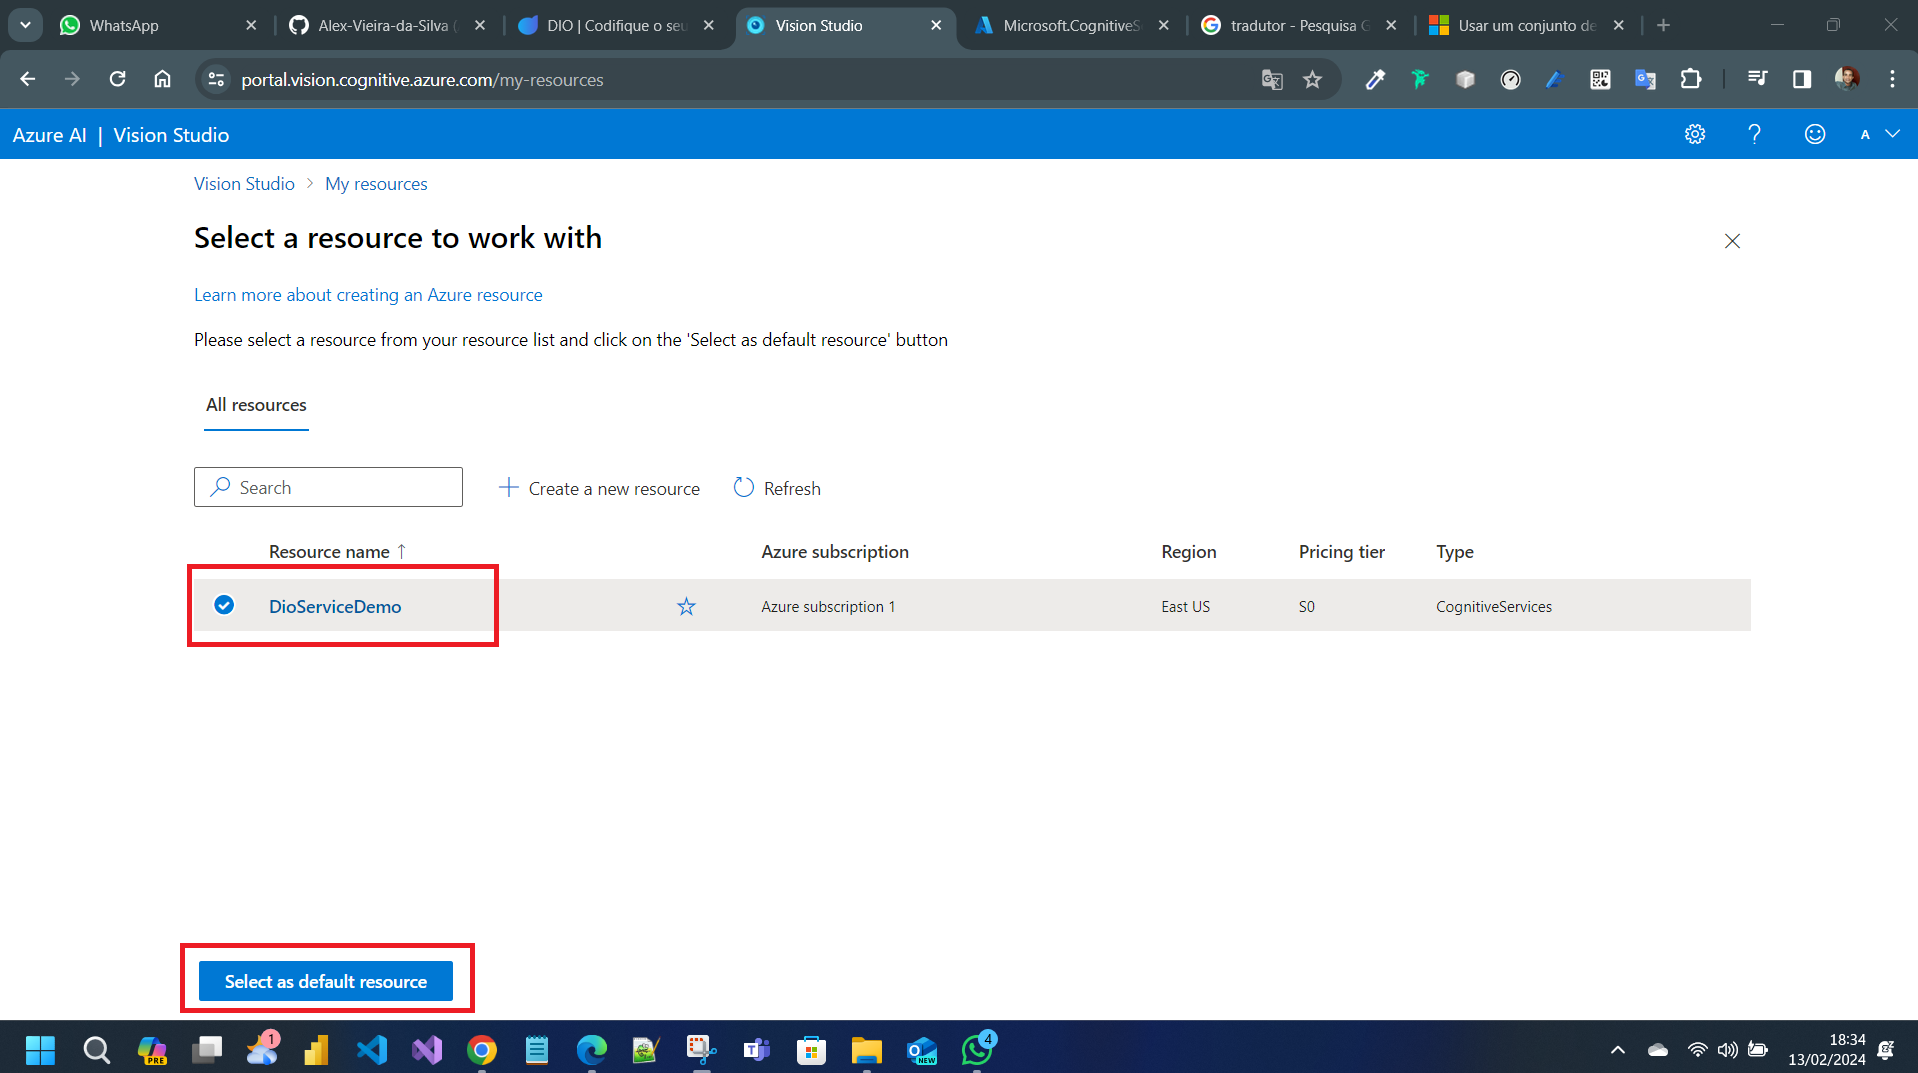 WhatsApp
Alex-Vieira-da-Silva (
DIO | Codifique o seu
Vision Studio
Microsoft.CognitiveS
tradutor - Pesquisa G
Usar um conjunto de
portal.vision.cognitive.azure.com/my-resources
Azure AI | Vision Studio
A
Vision Studio > My resources
Select a resource to work with
Learn more about creating an Azure resource
Please select a resource from your resource list and click on the 'Select as default resource' button
All resources
Search
Create a new resource
Refresh
Resource name ↑ Azure subscription Region Pricing tier Type
DioServiceDemo Azure subscription 1 East US S0 CognitiveServices
Select as default resource
PRE
1
NEW
4
18:34
13/02/2024